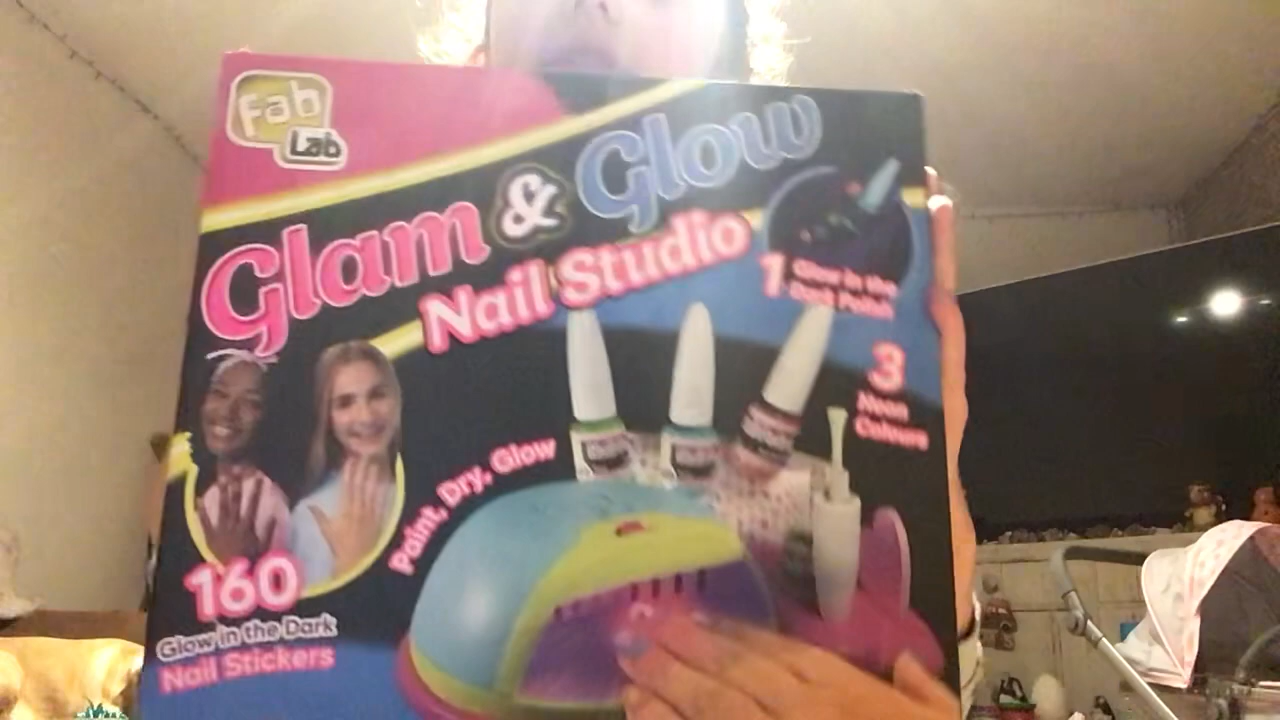 Fab
Lab
Glam & Glow
Nail Studio
1 Glow in the
Dark Polish
3
Neon
Colours
Paint, Dry, Glow
160
Glow in the Dark
Nail Stickers